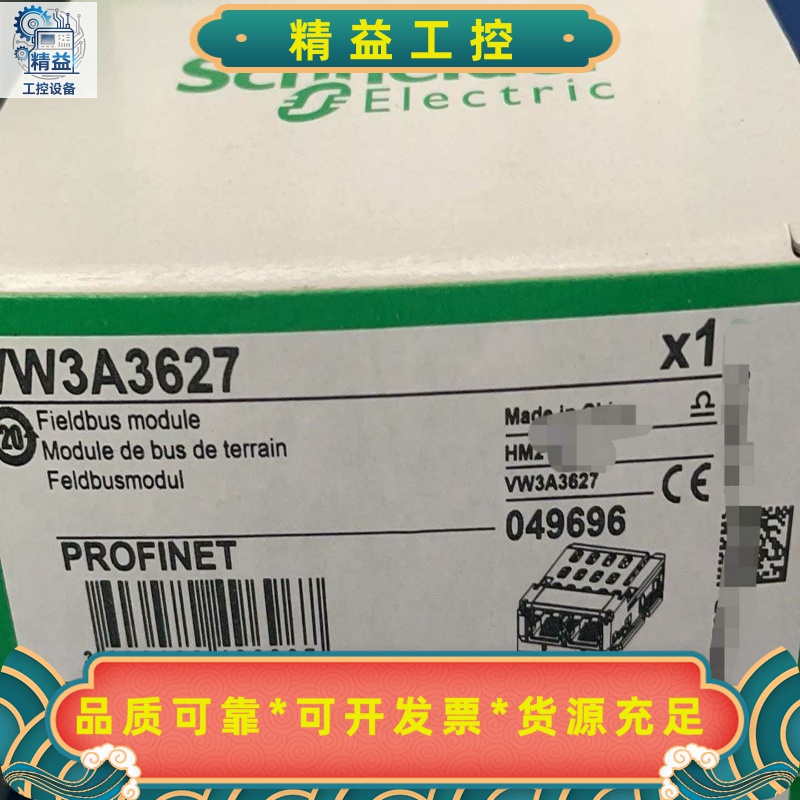 精益工控
精益
工控设备
Electric
VW3A3627
x1
20
Fieldbus module
Module de bus de terrain
Feldbusmodul
Made in
HM2
VW3A3627
CE
049696
PROFINET
品质可靠*可开发票*货源充足